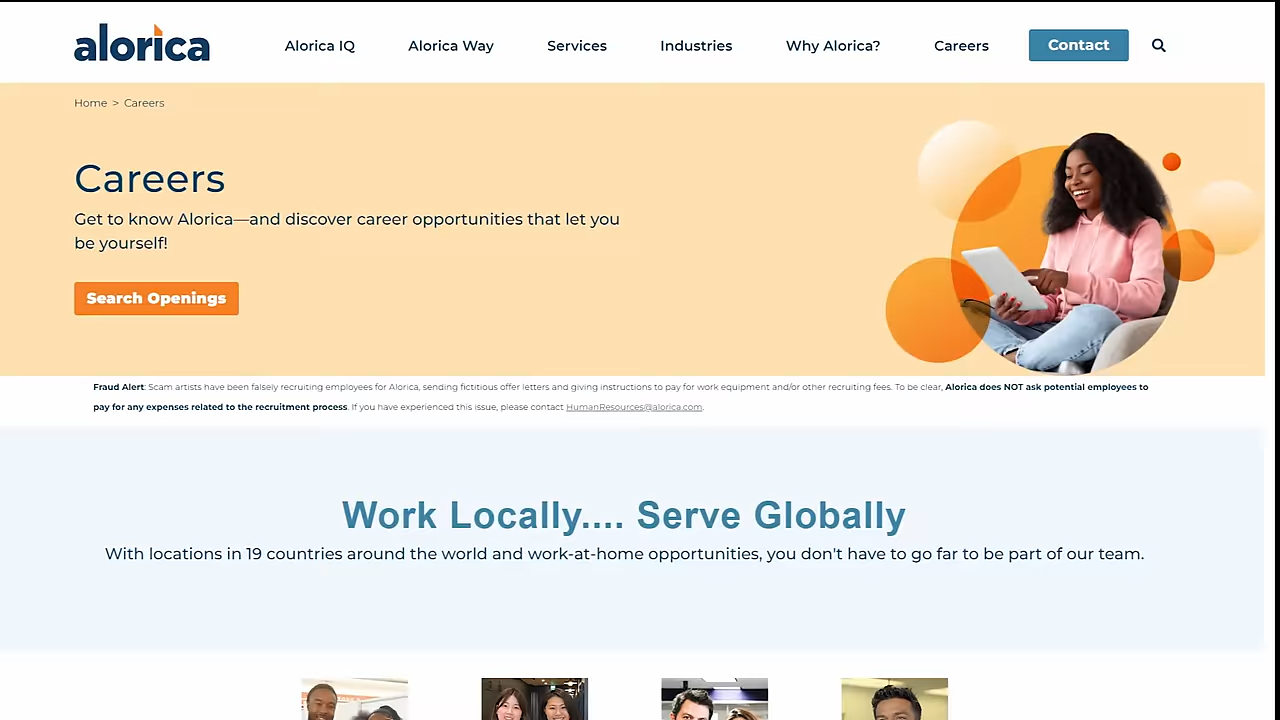 alorica
Alorica IQ
Alorica Way
Services
Industries
Why Alorica?
Careers
Contact
Home > Careers
Careers
Get to know Alorica—and discover career opportunities that let you
be yourself!
Search Openings
Fraud Alert: Scam artists have been falsely recruiting employees for Alorica, sending fictitious offer letters and giving instructions to pay for work equipment and/or other recruiting fees. To be clear, Alorica does NOT ask potential employees to
pay for any expenses related to the recruitment process. If you have experienced this issue, please contact HumanResources@alorica.com.
Work Locally.... Serve Globally
With locations in 19 countries around the world and work-at-home opportunities, you don't have to go far to be part of our team.